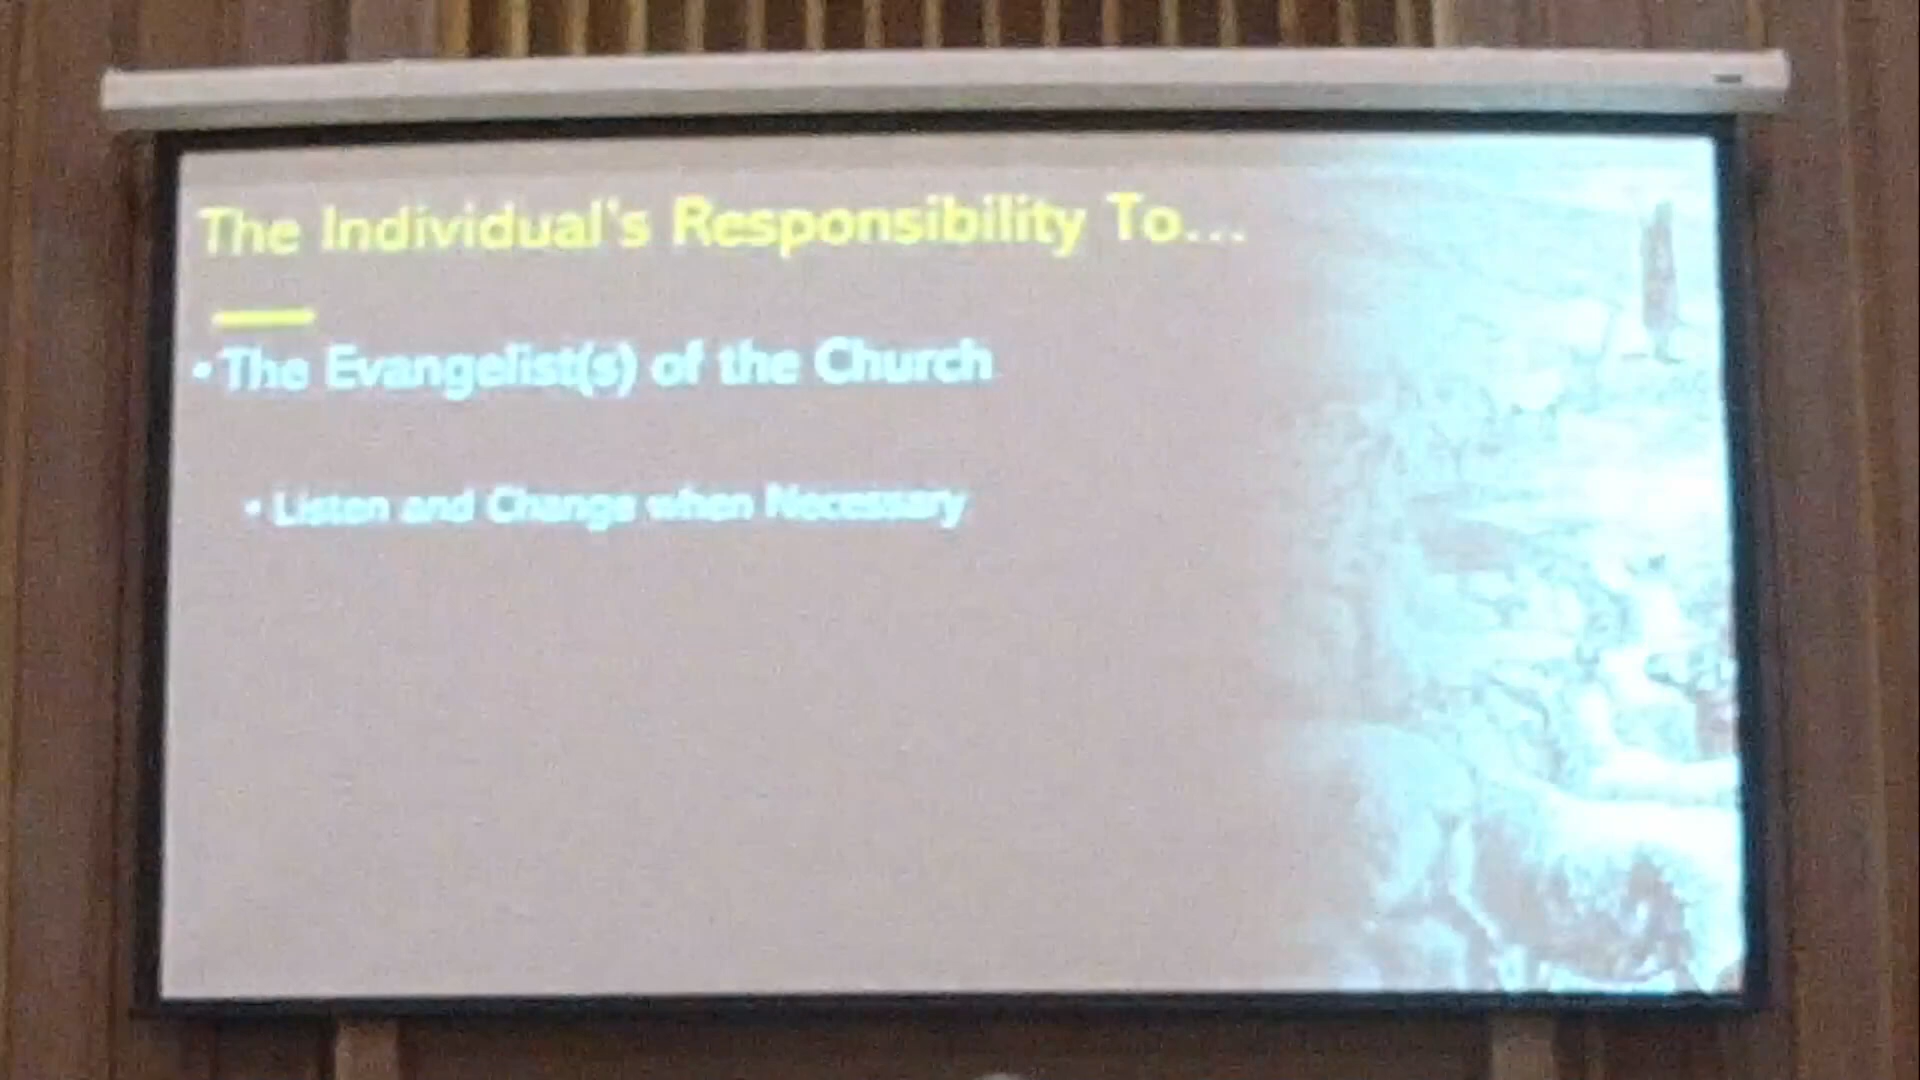 The Individual's Responsibility To...
• The Evangelist(s) of the Church
• Listen and Change when Necessary